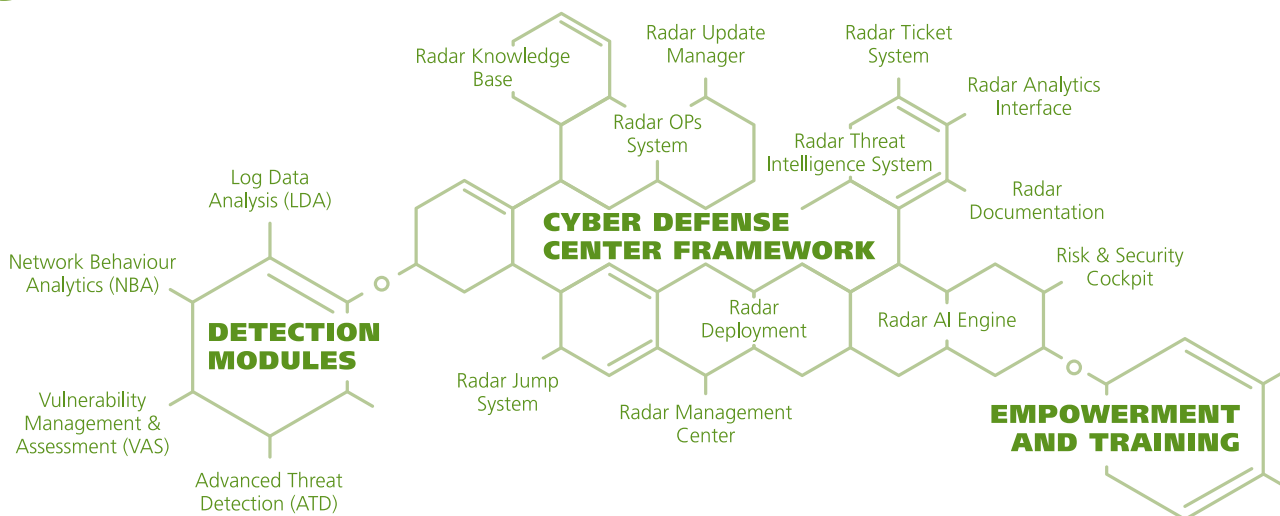 Radar Knowledge
Base
Radar Update
Manager
Radar Ticket
System
Radar Analytics
Interface
Radar OPs
System
Radar Threat
Intelligence System
Radar
Documentation
Log Data
Analysis (LDA)
CYBER DEFENSE
CENTER FRAMEWORK
Network Behaviour
Analytics (NBA)
Risk & Security
Cockpit
DETECTION
MODULES
Radar
Deployment
Radar AI Engine
Radar Jump
System
Radar Management
Center
Vulnerability
Management &
Assessment (VAS)
EMPOWERMENT
AND TRAINING
Advanced Threat
Detection (ATD)